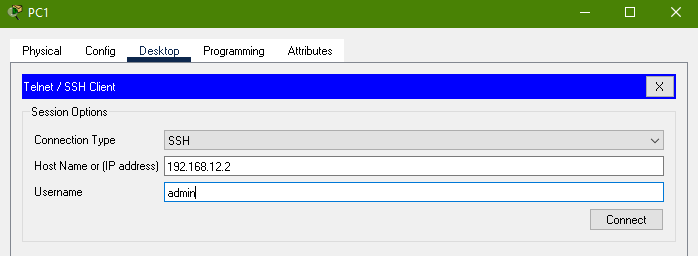 PC1
Physical Config Desktop Programming Attributes
Telnet / SSH Client X
Session Options
Connection Type SSH
Host Name or (IP address) 192.168.12.2
Username admin
Connect